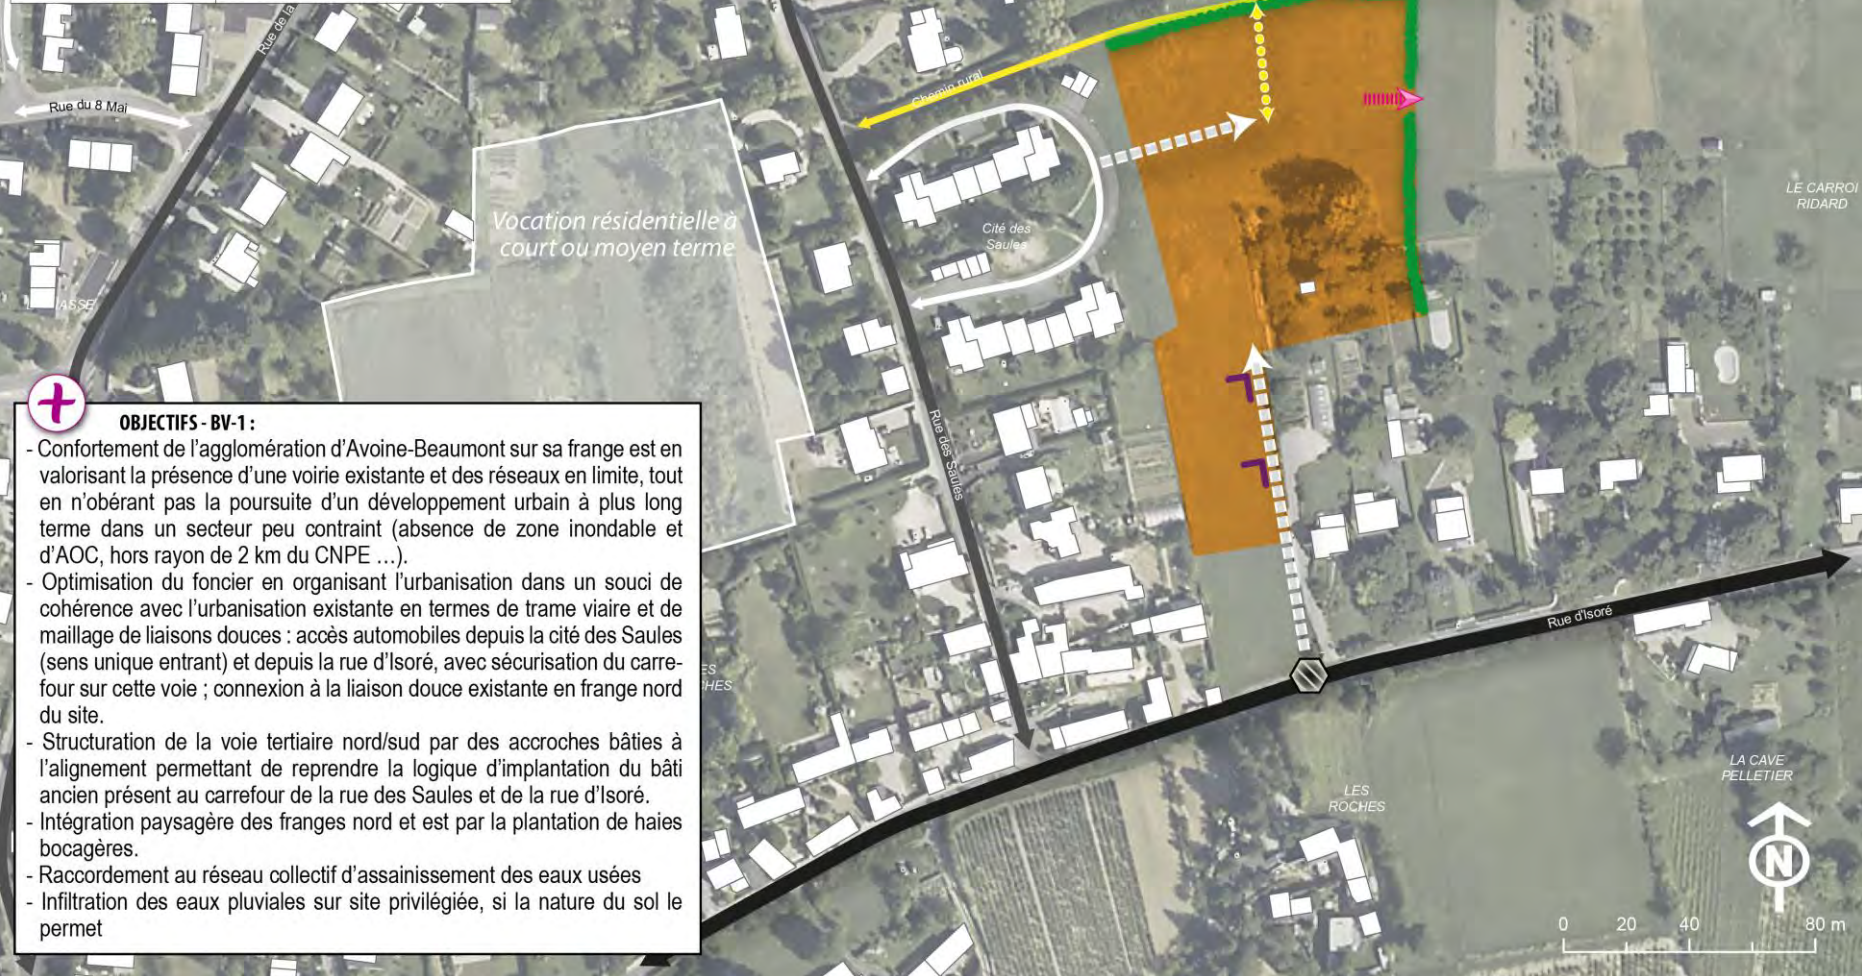 Rue de la
Rue du 8 Mai
Chemin rural
Vocation résidentielle à
court ou moyen terme
Cité des
Saules
LE CARROI
RIDARD
ASSE
Rue des Saules
Rue d'Isoré
OBJECTIFS - BV-1 :
- Confortement de l'agglomération d'Avoine-Beaumont sur sa frange est en
valorisant la présence d'une voirie existante et des réseaux en limite, tout
en n'obérant pas la poursuite d'un développement urbain à plus long
terme dans un secteur peu contraint (absence de zone inondable et
d'AOC, hors rayon de 2 km du CNPE ...).
- Optimisation du foncier en organisant l'urbanisation dans un souci de
cohérence avec l'urbanisation existante en termes de trame viaire et de
maillage de liaisons douces : accès automobiles depuis la cité des Saules
(sens unique entrant) et depuis la rue d'Isoré, avec sécurisation du carre-
four sur cette voie ; connexion à la liaison douce existante en frange nord
du site.
- Structuration de la voie tertiaire nord/sud par des accroches bâties à
l'alignement permettant de reprendre la logique d'implantation du bâti
ancien présent au carrefour de la rue des Saules et de la rue d'Isoré.
- Intégration paysagère des franges nord et est par la plantation de haies
bocagères.
- Raccordement au réseau collectif d'assainissement des eaux usées
- Infiltration des eaux pluviales sur site privilégiée, si la nature du sol le
permet
ES
CHES
LES
ROCHES
LA CAVE
PELLETIER
N
0 20 40 80 m